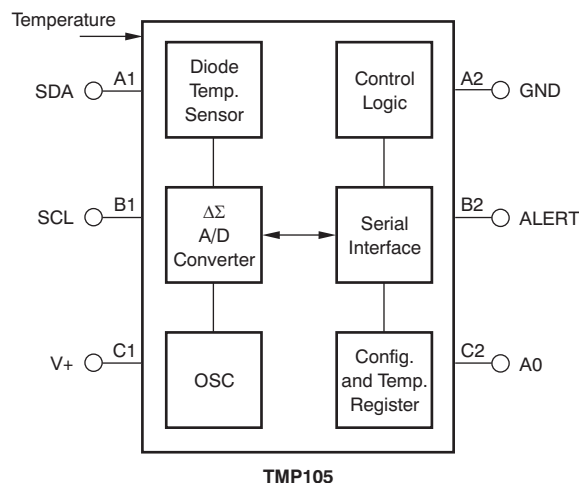 Temperature
SDA
A1
Diode
Temp.
Sensor
Control
Logic
A2
GND
SCL
B1
ΔΣ
A/D
Converter
Serial
Interface
B2
ALERT
V+
C1
OSC
Config.
and Temp.
Register
C2
A0
TMP105